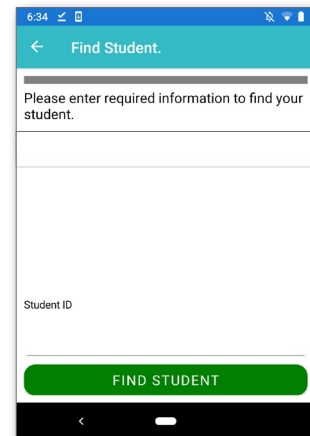 6:34
Find Student.
Please enter required information to find your
student.
Student ID
FIND STUDENT